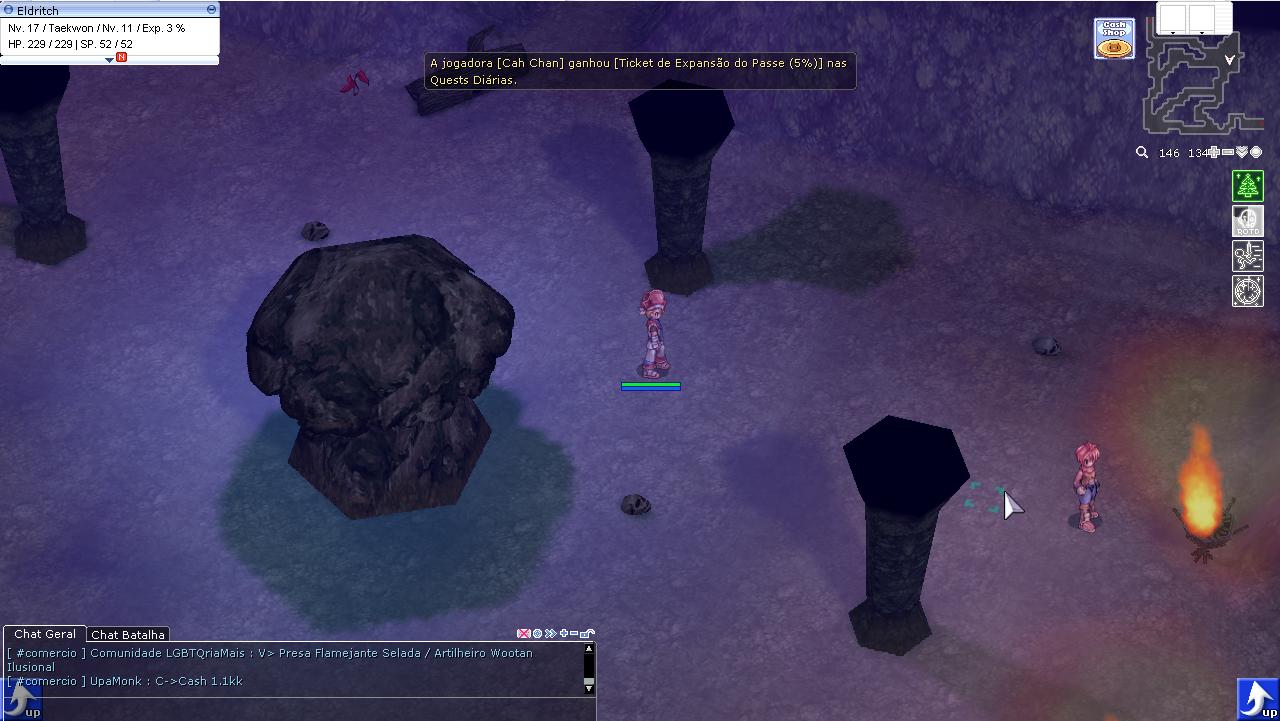 Eldritch
Nv. 17 / Taekwon / Nv. 11 / Exp. 3 %
HP. 229 / 229 | SP. 52 / 52
N
A jogadora [Cah Chan] ganhou [Ticket de Expansão do Passe (5%)] nas
Quests Diárias.
Cash
Shop
146 134
ROTD
Chat Geral
Chat Batalha
[ #comercio ] Comunidade LGBTQriaMais : V> Presa Flamejante Selada / Artilheiro Wootan
Ilusional
[ #comercio ] UpaMonk : C->Cash 1.1kk
up
up